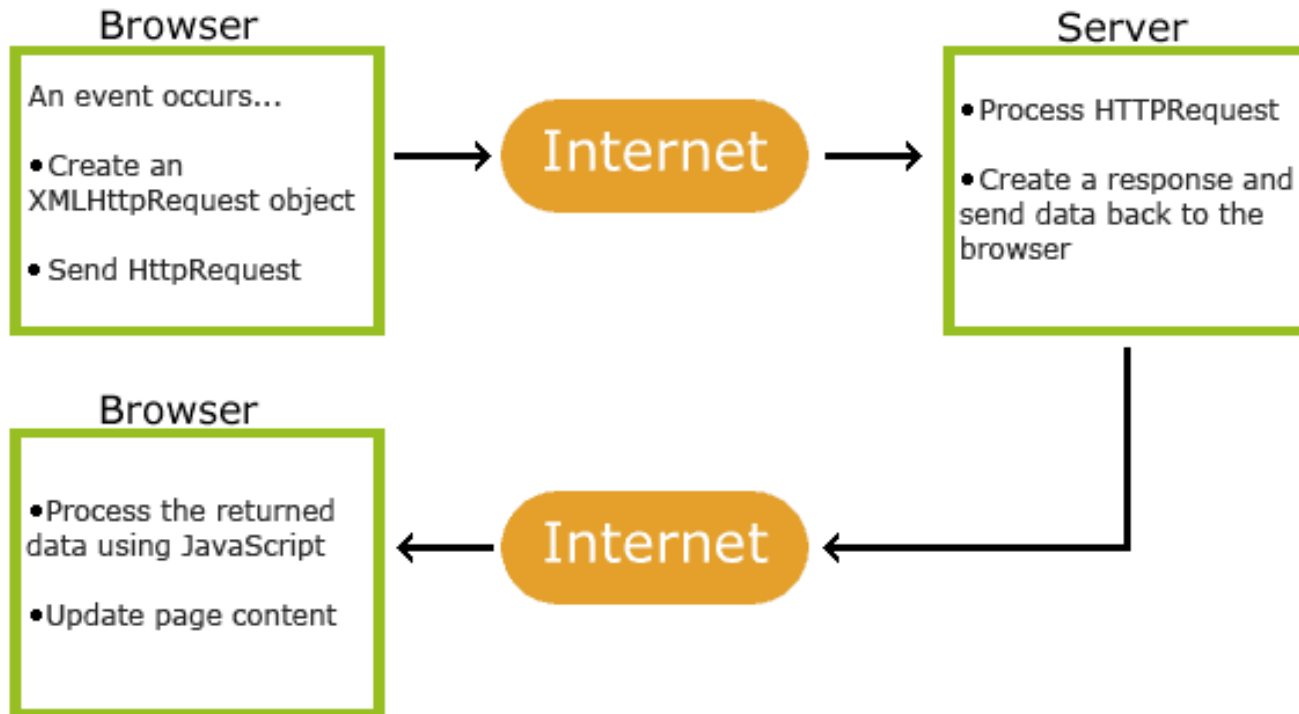 Browser
An event occurs...
•Create an
XMLHttpRequest object
•Send HttpRequest
Internet
Server
•Process HTTPRequest
•Create a response and
send data back to the
browser
Browser
•Process the returned
data using JavaScript
•Update page content
Internet